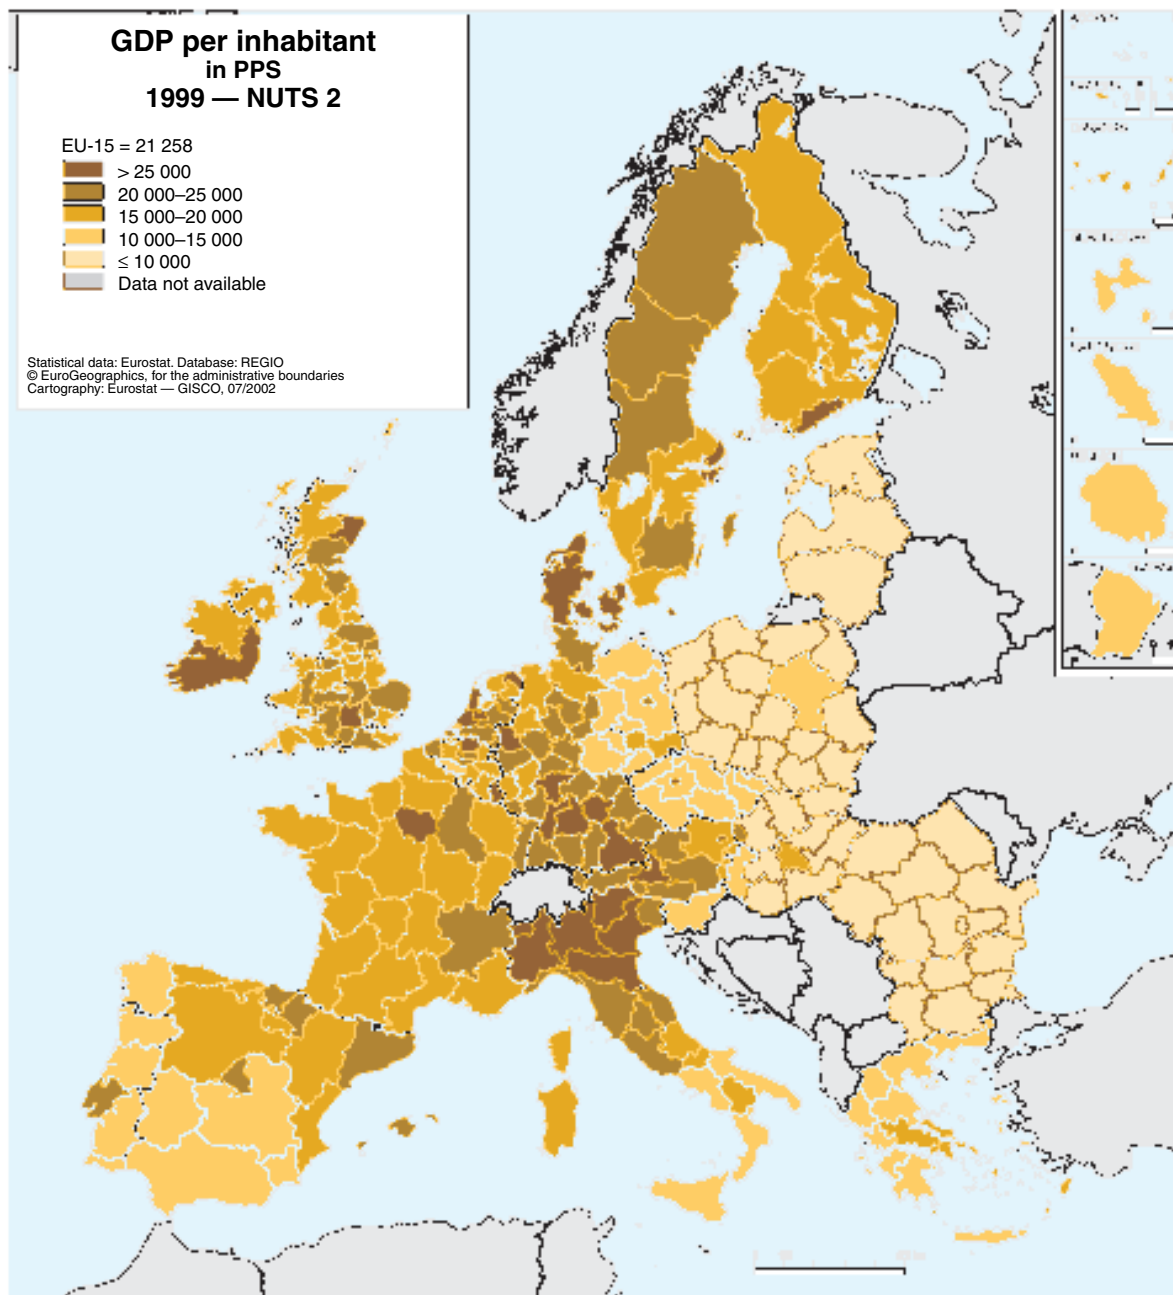 GDP per inhabitant
in PPS
1999 — NUTS 2
EU-15 = 21 258
> 25 000
20 000–25 000
15 000–20 000
10 000–15 000
≤ 10 000
Data not available
Statistical data: Eurostat. Database: REGIO
© EuroGeographics, for the administrative boundaries
Cartography: Eurostat — GISCO, 07/2002